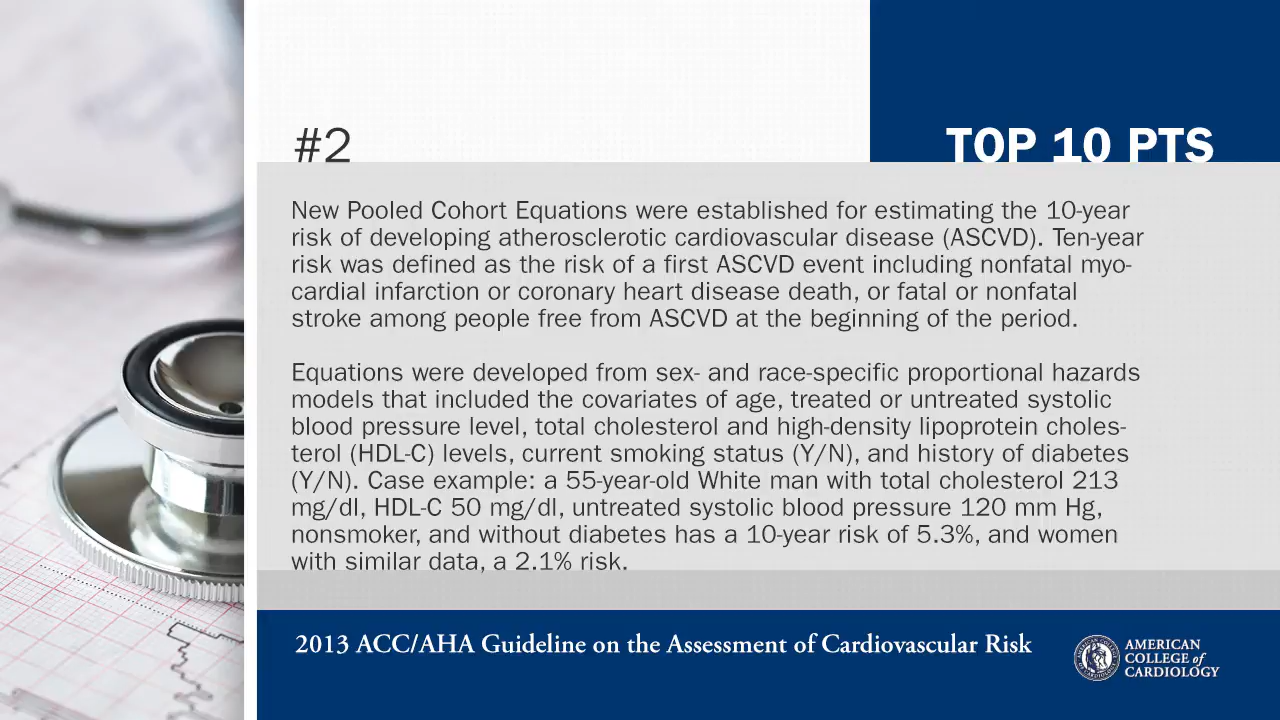 #2
TOP 10 PTS
New Pooled Cohort Equations were established for estimating the 10-year
risk of developing atherosclerotic cardiovascular disease (ASCVD). Ten-year
risk was defined as the risk of a first ASCVD event including nonfatal myo-
cardial infarction or coronary heart disease death, or fatal or nonfatal
stroke among people free from ASCVD at the beginning of the period.
Equations were developed from sex- and race-specific proportional hazards
models that included the covariates of age, treated or untreated systolic
blood pressure level, total cholesterol and high-density lipoprotein choles-
terol (HDL-C) levels, current smoking status (Y/N), and history of diabetes
(Y/N). Case example: a 55-year-old White man with total cholesterol 213
mg/dl, HDL-C 50 mg/dl, untreated systolic blood pressure 120 mm Hg,
nonsmoker, and without diabetes has a 10-year risk of 5.3%, and women
with similar data, a 2.1% risk.
2013 ACC/AHA Guideline on the Assessment of Cardiovascular Risk
AMERICAN
COLLEGE of
CARDIOLOGY